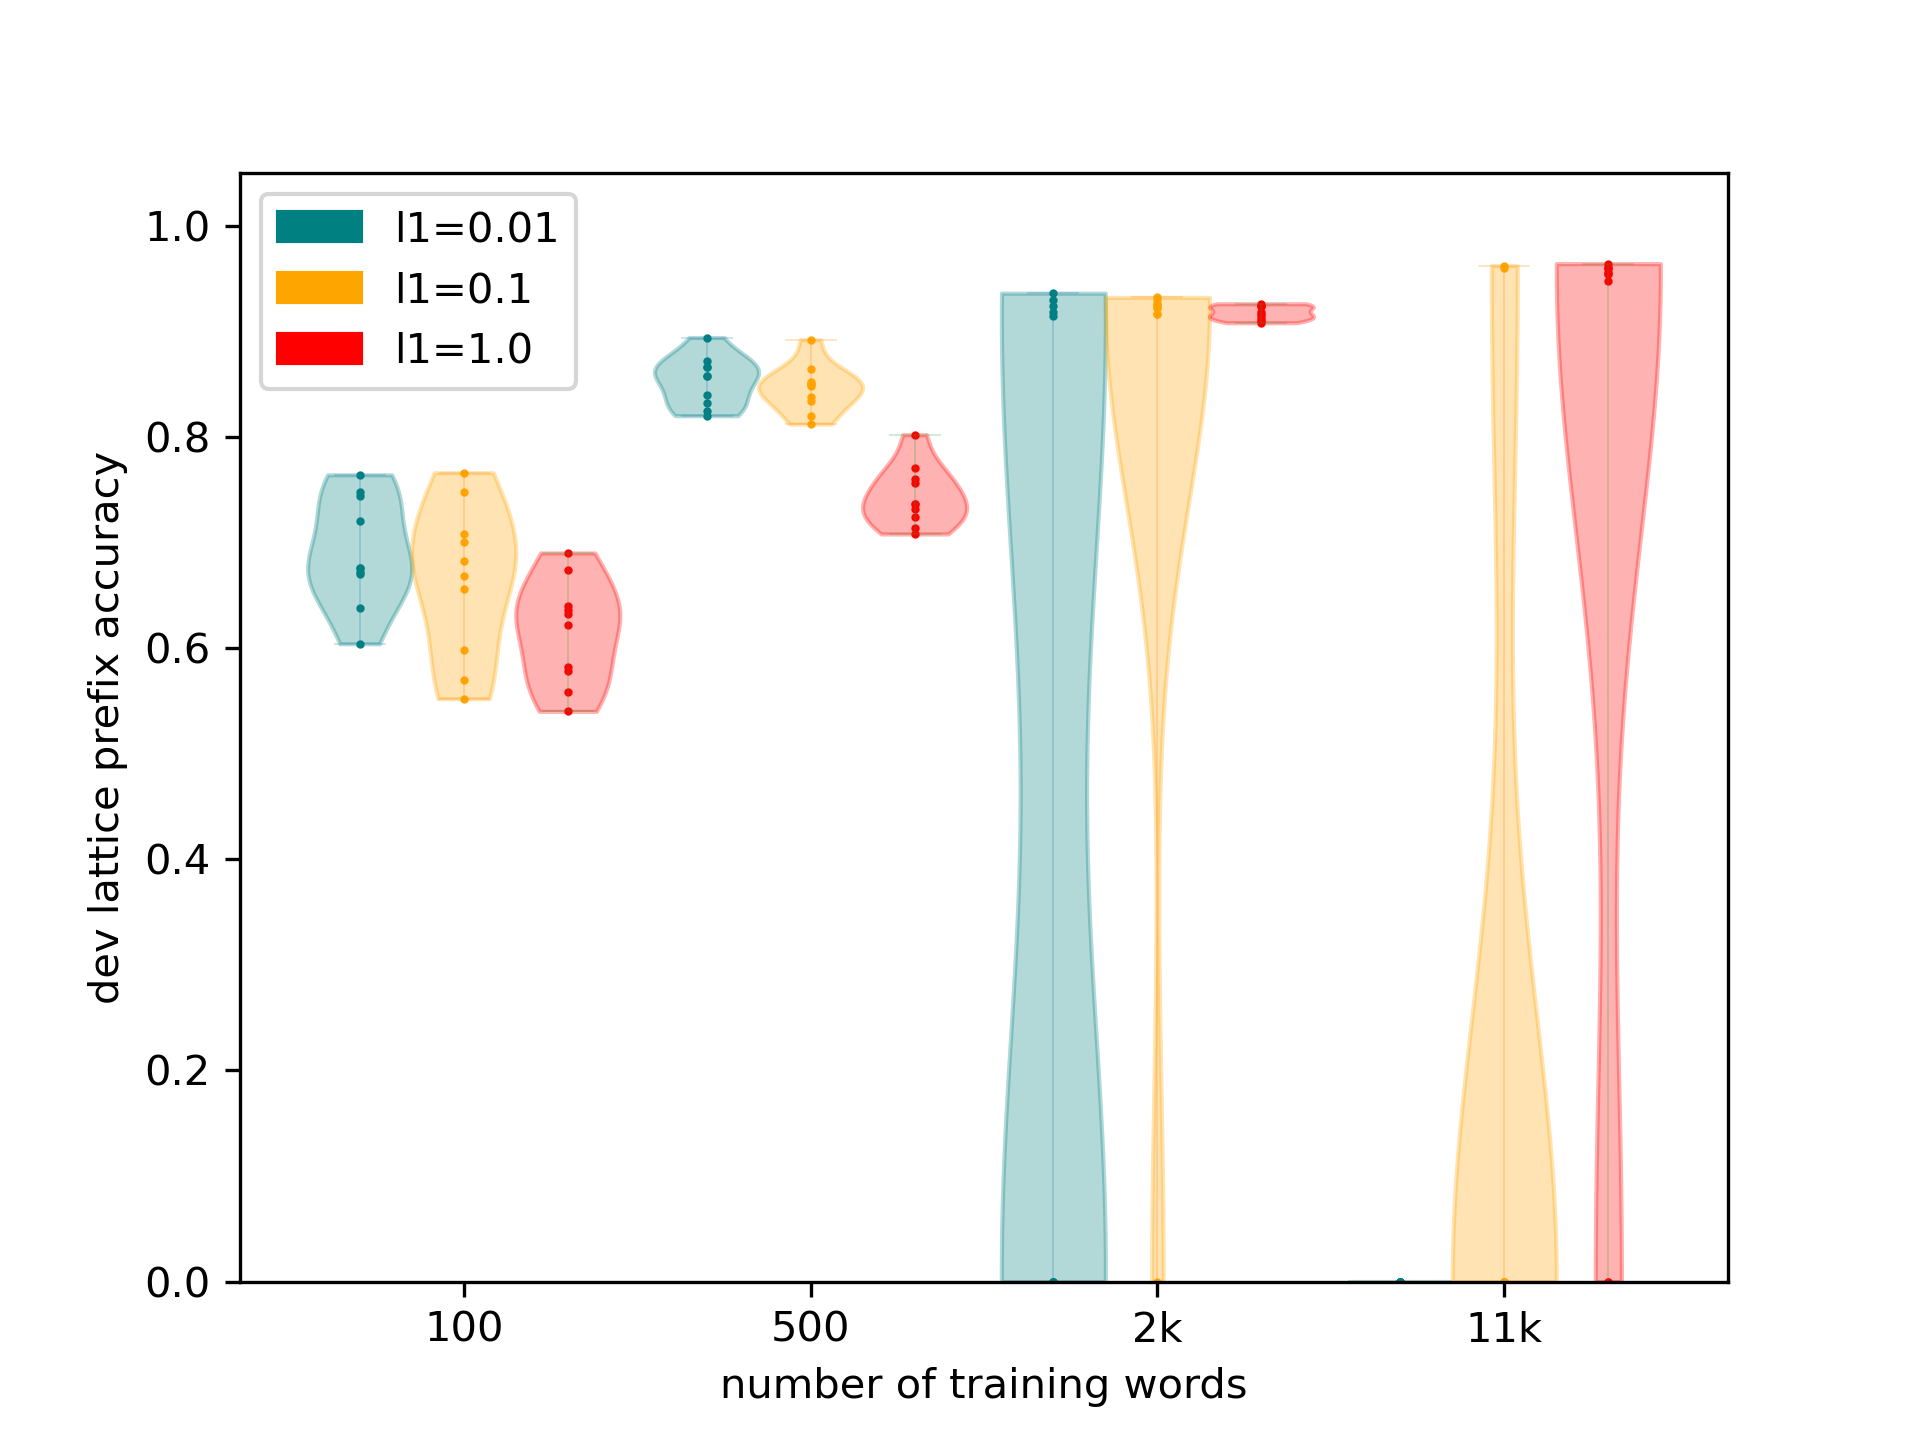 l1=0.01
l1=0.1
l1=1.0
1.0
0.8
0.6
0.4
0.2
0.0
dev lattice prefix accuracy
100 500 2k 11k
number of training words